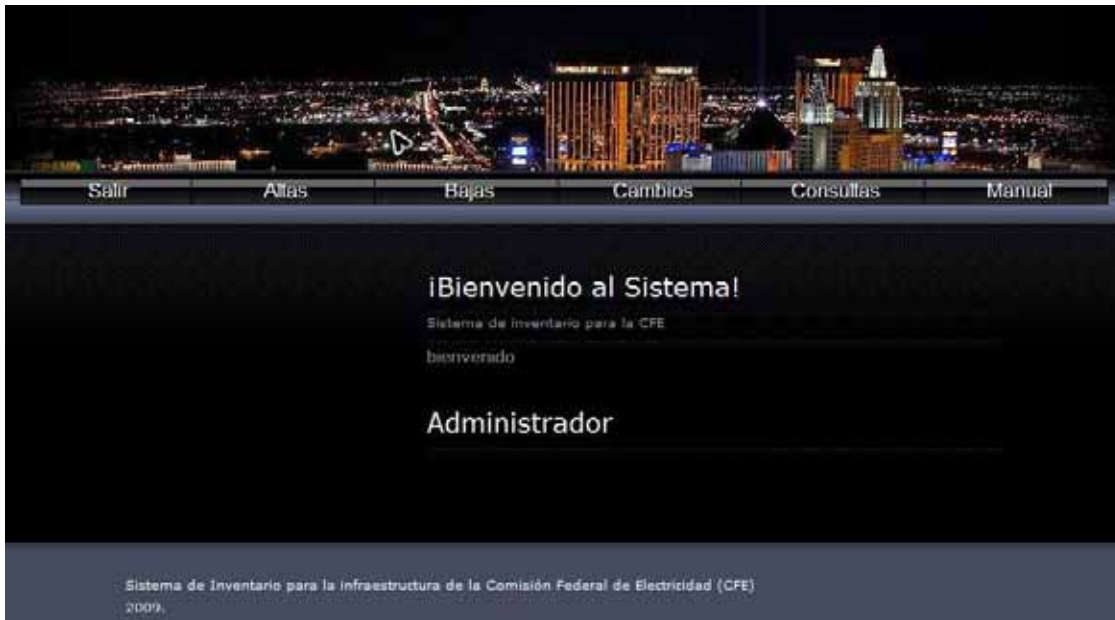 Salir Altas Bajas Cambios Consultas Manual
¡Bienvenido al Sistema!
Sistema de inventario para la CFE
bienvenido
Administrador
Sistema de Inventario para la infraestructura de la Comisión Federal de Electricidad (CFE)
2009.